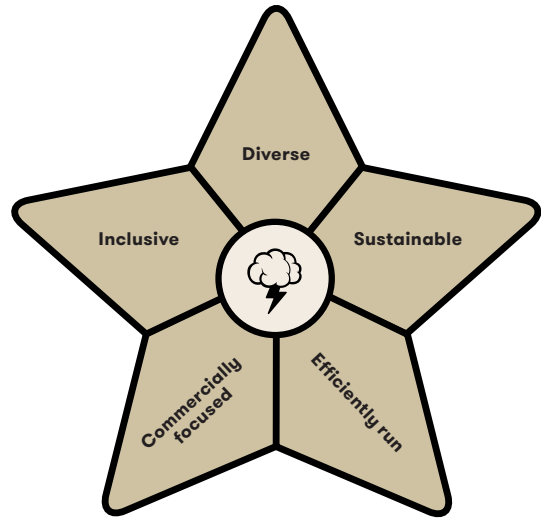 Diverse
Inclusive
Sustainable
Commercially
focused
Efficiently run